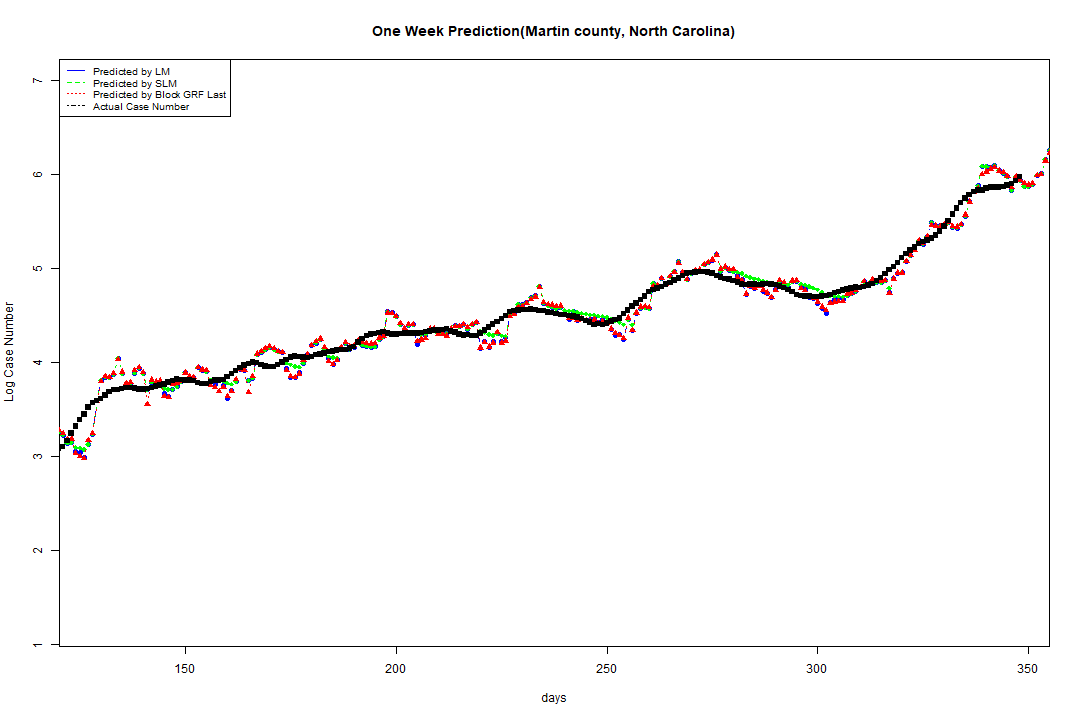 One Week Prediction(Martin county, North Carolina)
Predicted by LM
Predicted by SLM
Predicted by Block GRF Last
Actual Case Number
7
6
5
4
3
2
1
Log Case Number
150 200 250 300 350
days